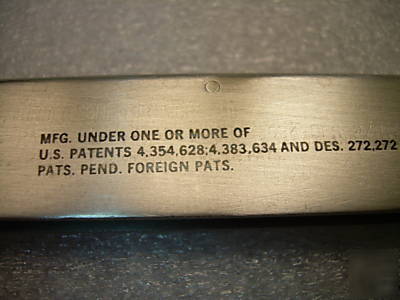 MFG. UNDER ONE OR MORE OF
U.S. PATENTS 4,354,628; 4,383,634 AND DES. 272,272
PATS. PEND. FOREIGN PATS.